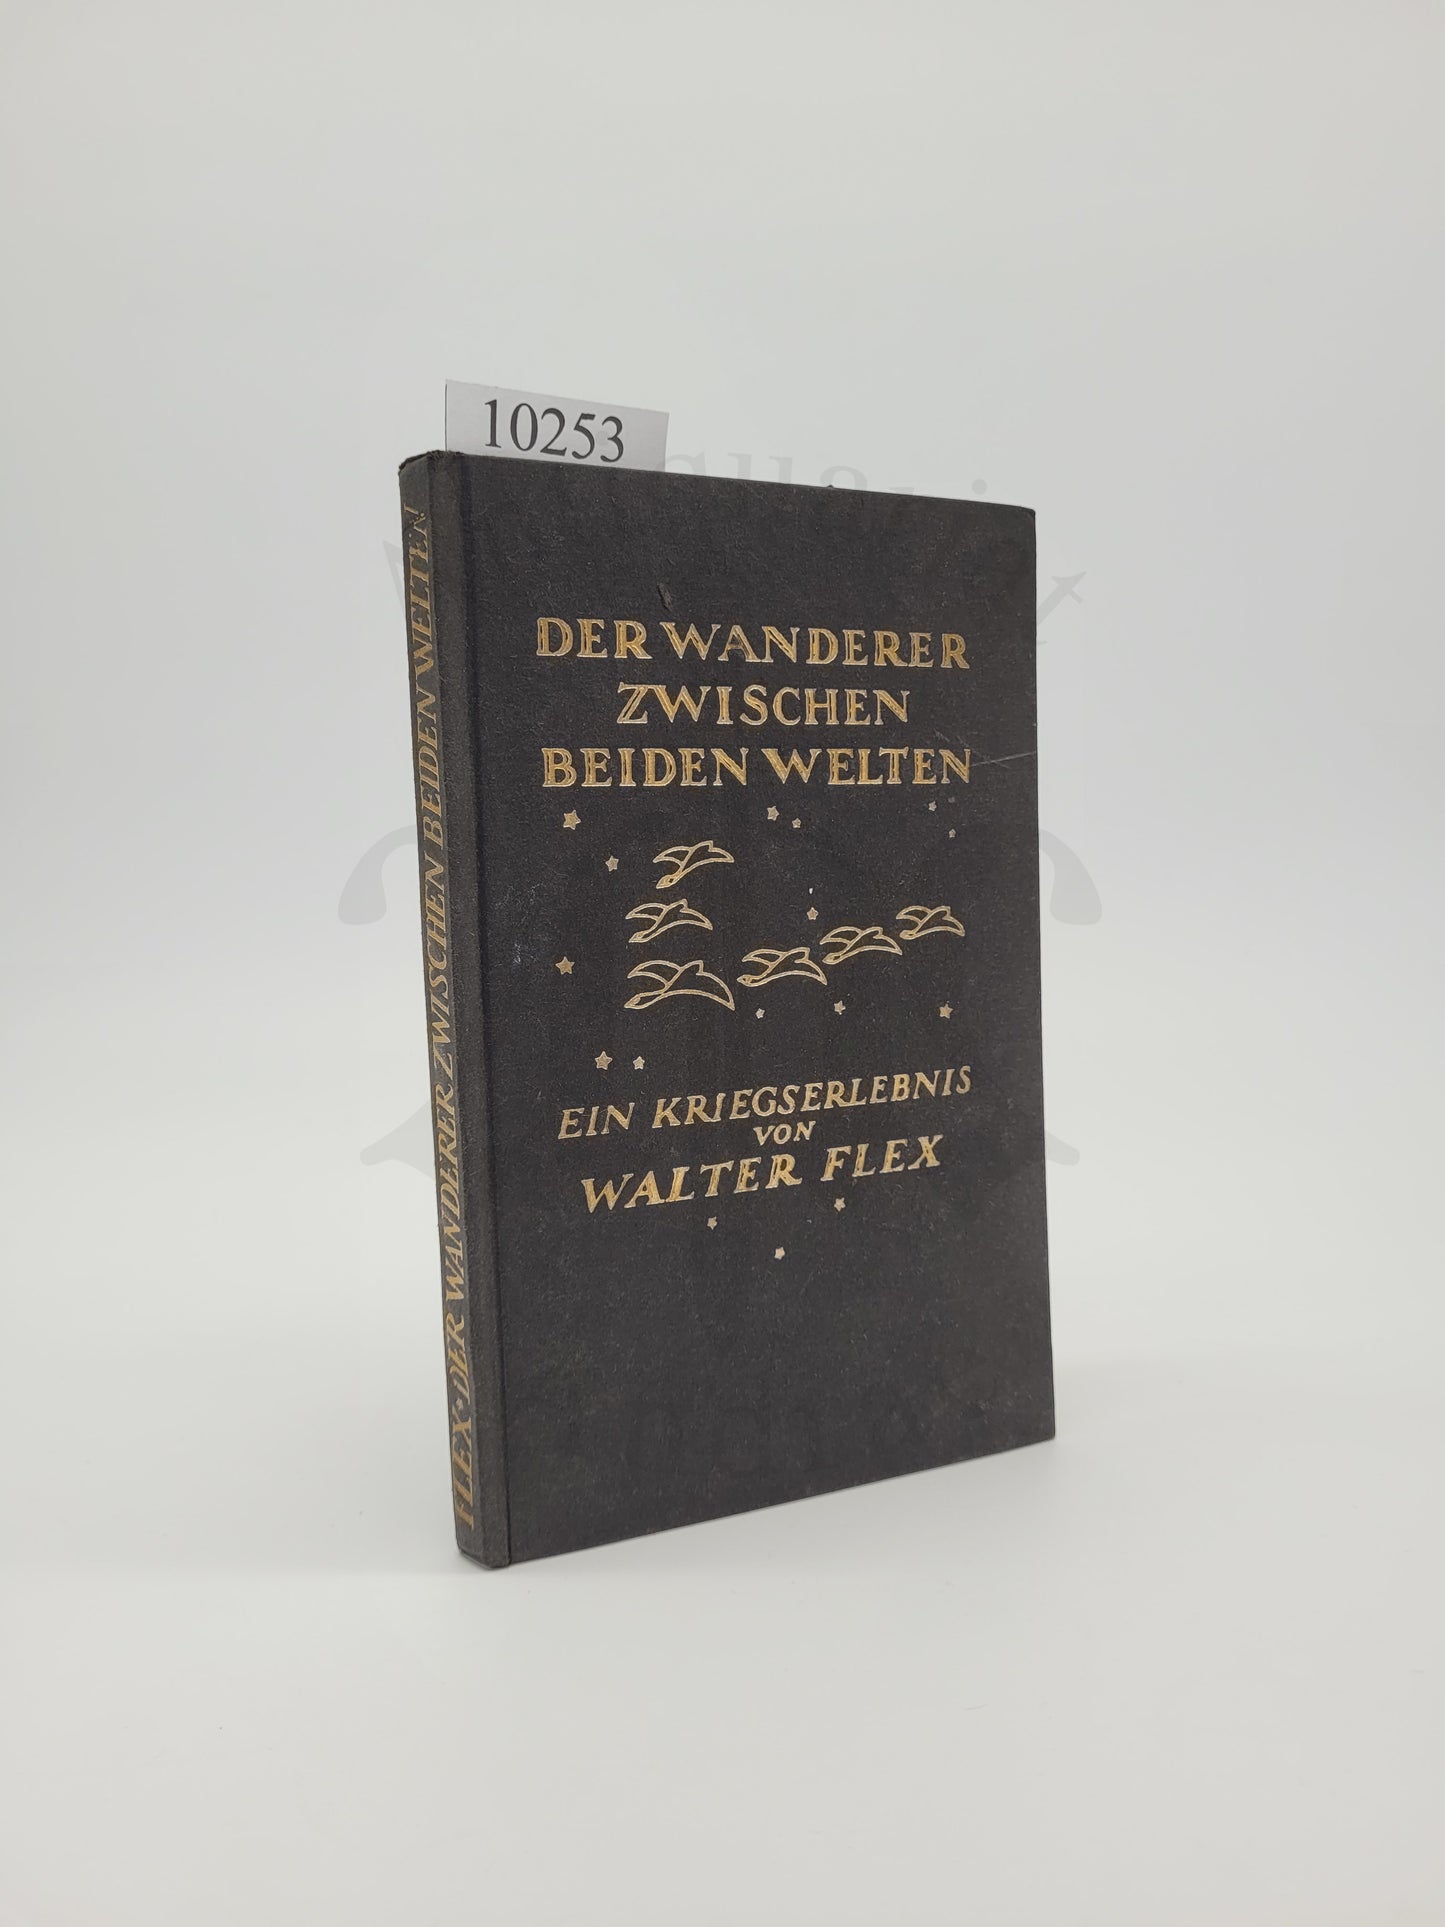 10253
DER WANDERER
ZWISCHEN
BEIDEN WELTEN
EIN KRIEGSERLEBNIS
VON
WALTER FLEX
FLEX·DER WANDERER ZWISCHEN BEIDEN WELTEN